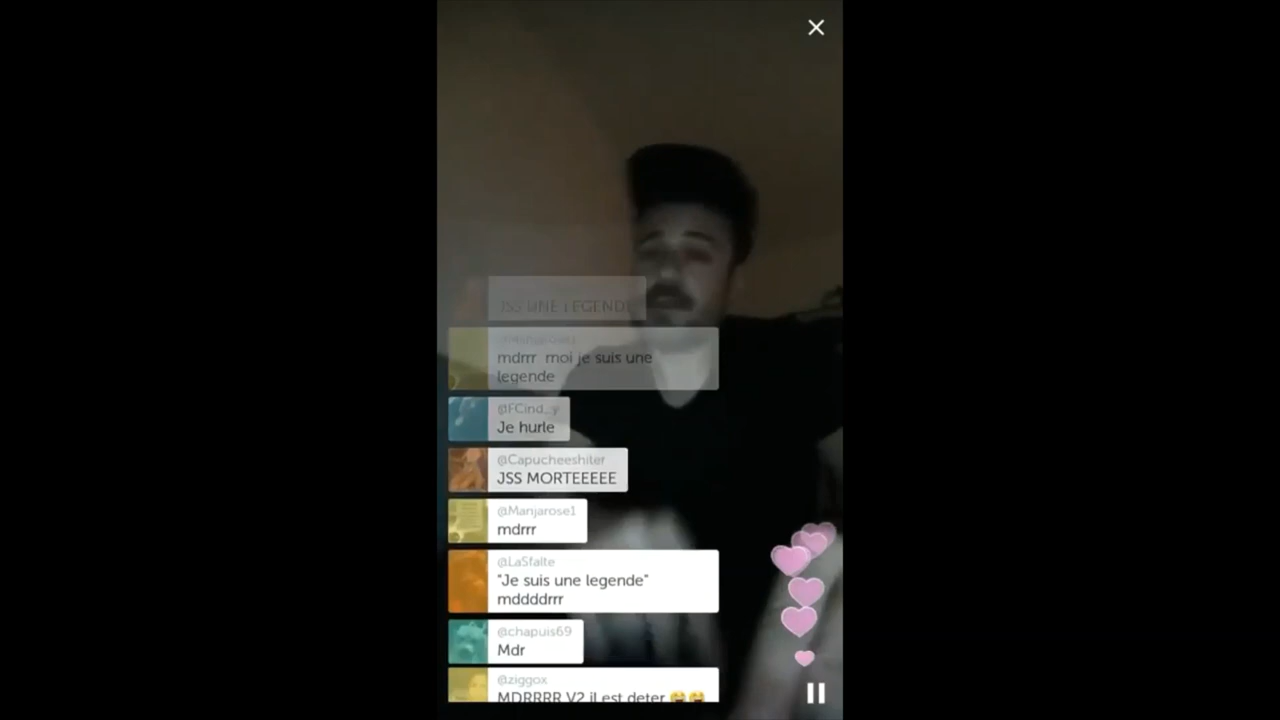 JSS UNE LEGENDE
mdrrr moi je suis une
legende
@FCind_y
Je hurle
@Capucheeshiter
JSS MORTEEEEE
@Manjarose1
mdrrr
@LaSfalte
"Je suis une legende"
mddddrrr
@chapuis69
Mdr
@ziggox
MDRRRR V2 il est deter 😂😂